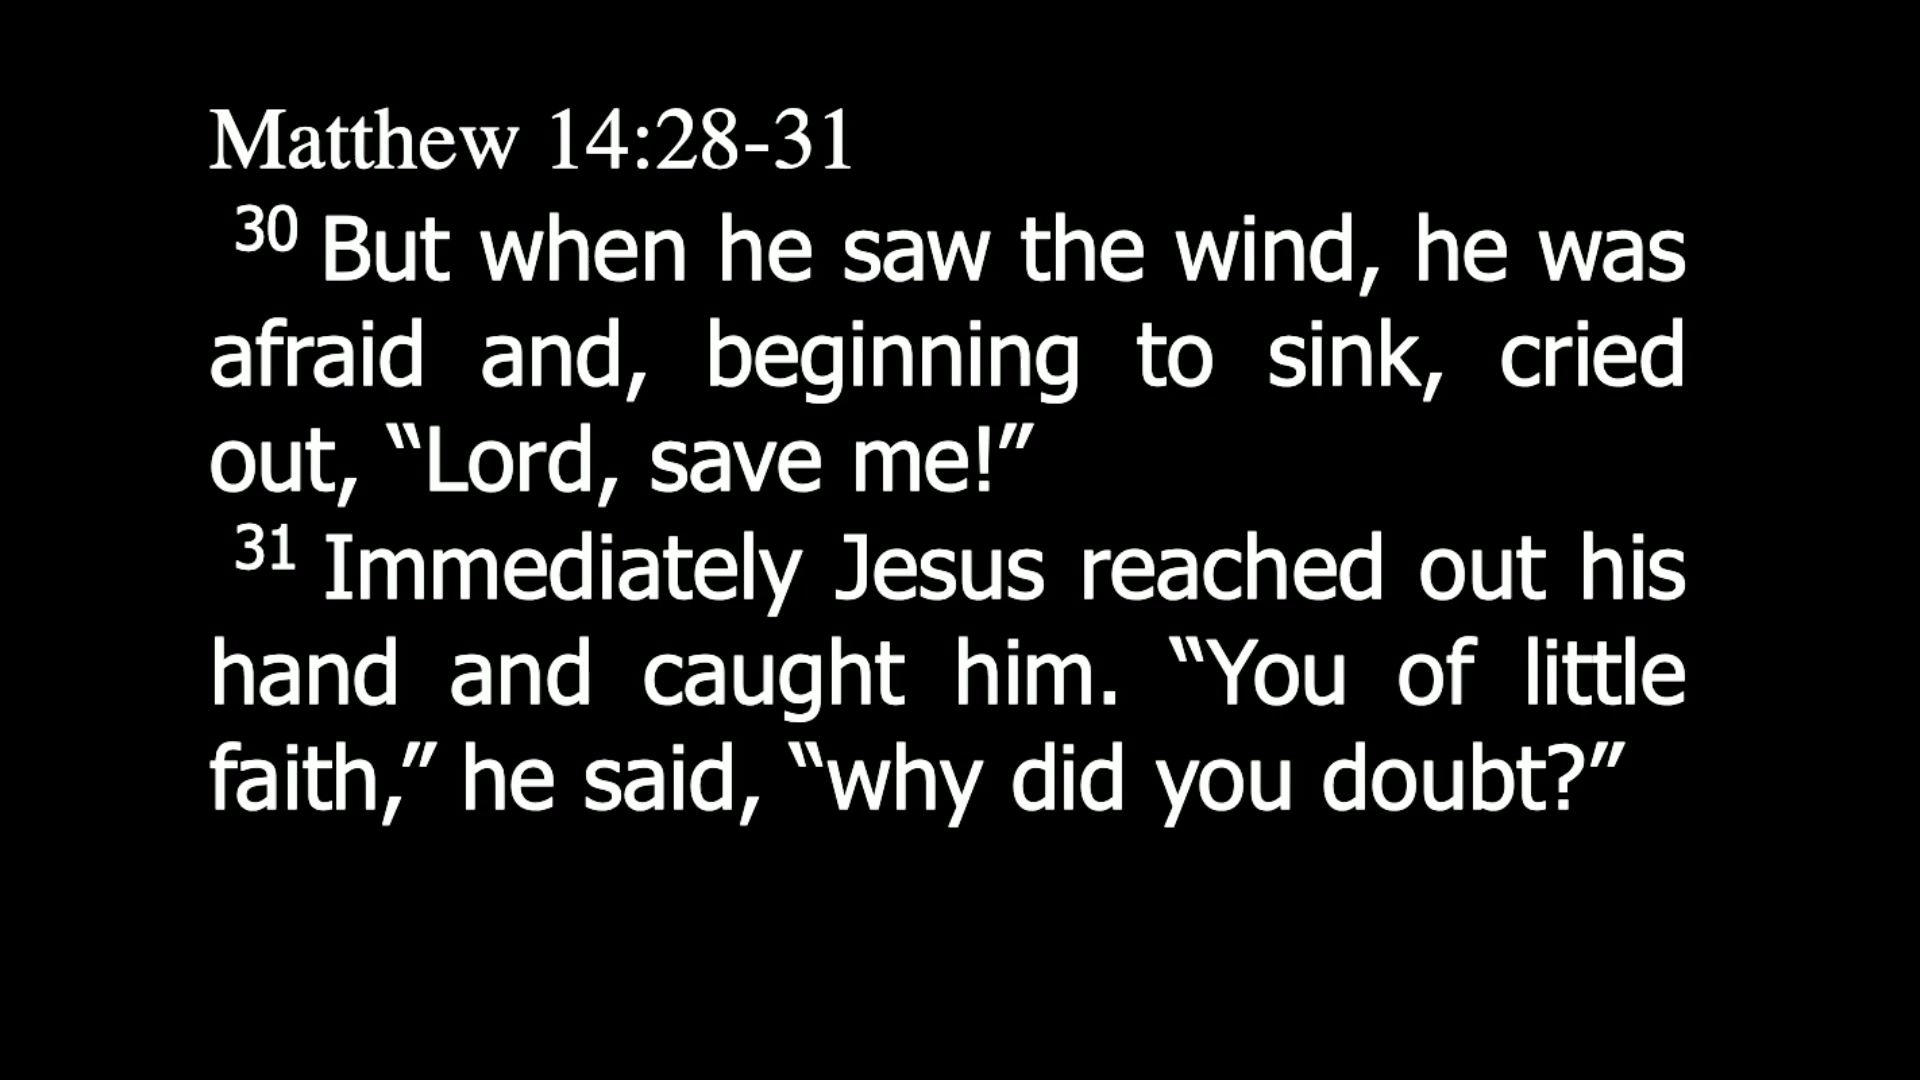 Matthew 14:28-31
30 But when he saw the wind, he was
afraid and, beginning to sink, cried
out, “Lord, save me!”
31 Immediately Jesus reached out his
hand and caught him. “You of little
faith,” he said, “why did you doubt?”